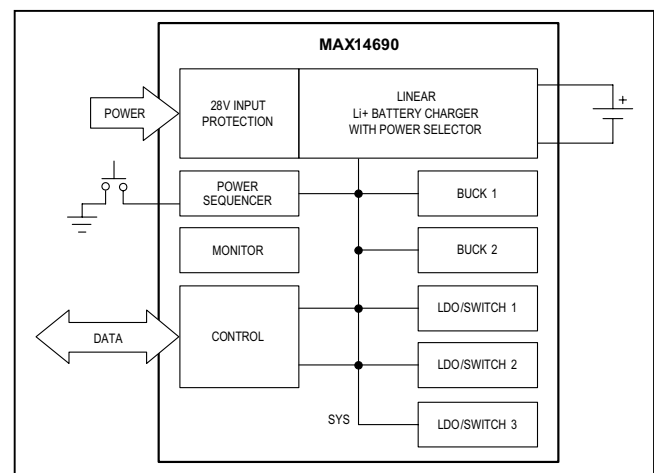 MAX14690
POWER
28V INPUT
PROTECTION
LINEAR
Li+ BATTERY CHARGER
WITH POWER SELECTOR
+
POWER
SEQUENCER
BUCK 1
MONITOR
BUCK 2
DATA
CONTROL
LDO/SWITCH 1
LDO/SWITCH 2
SYS
LDO/SWITCH 3